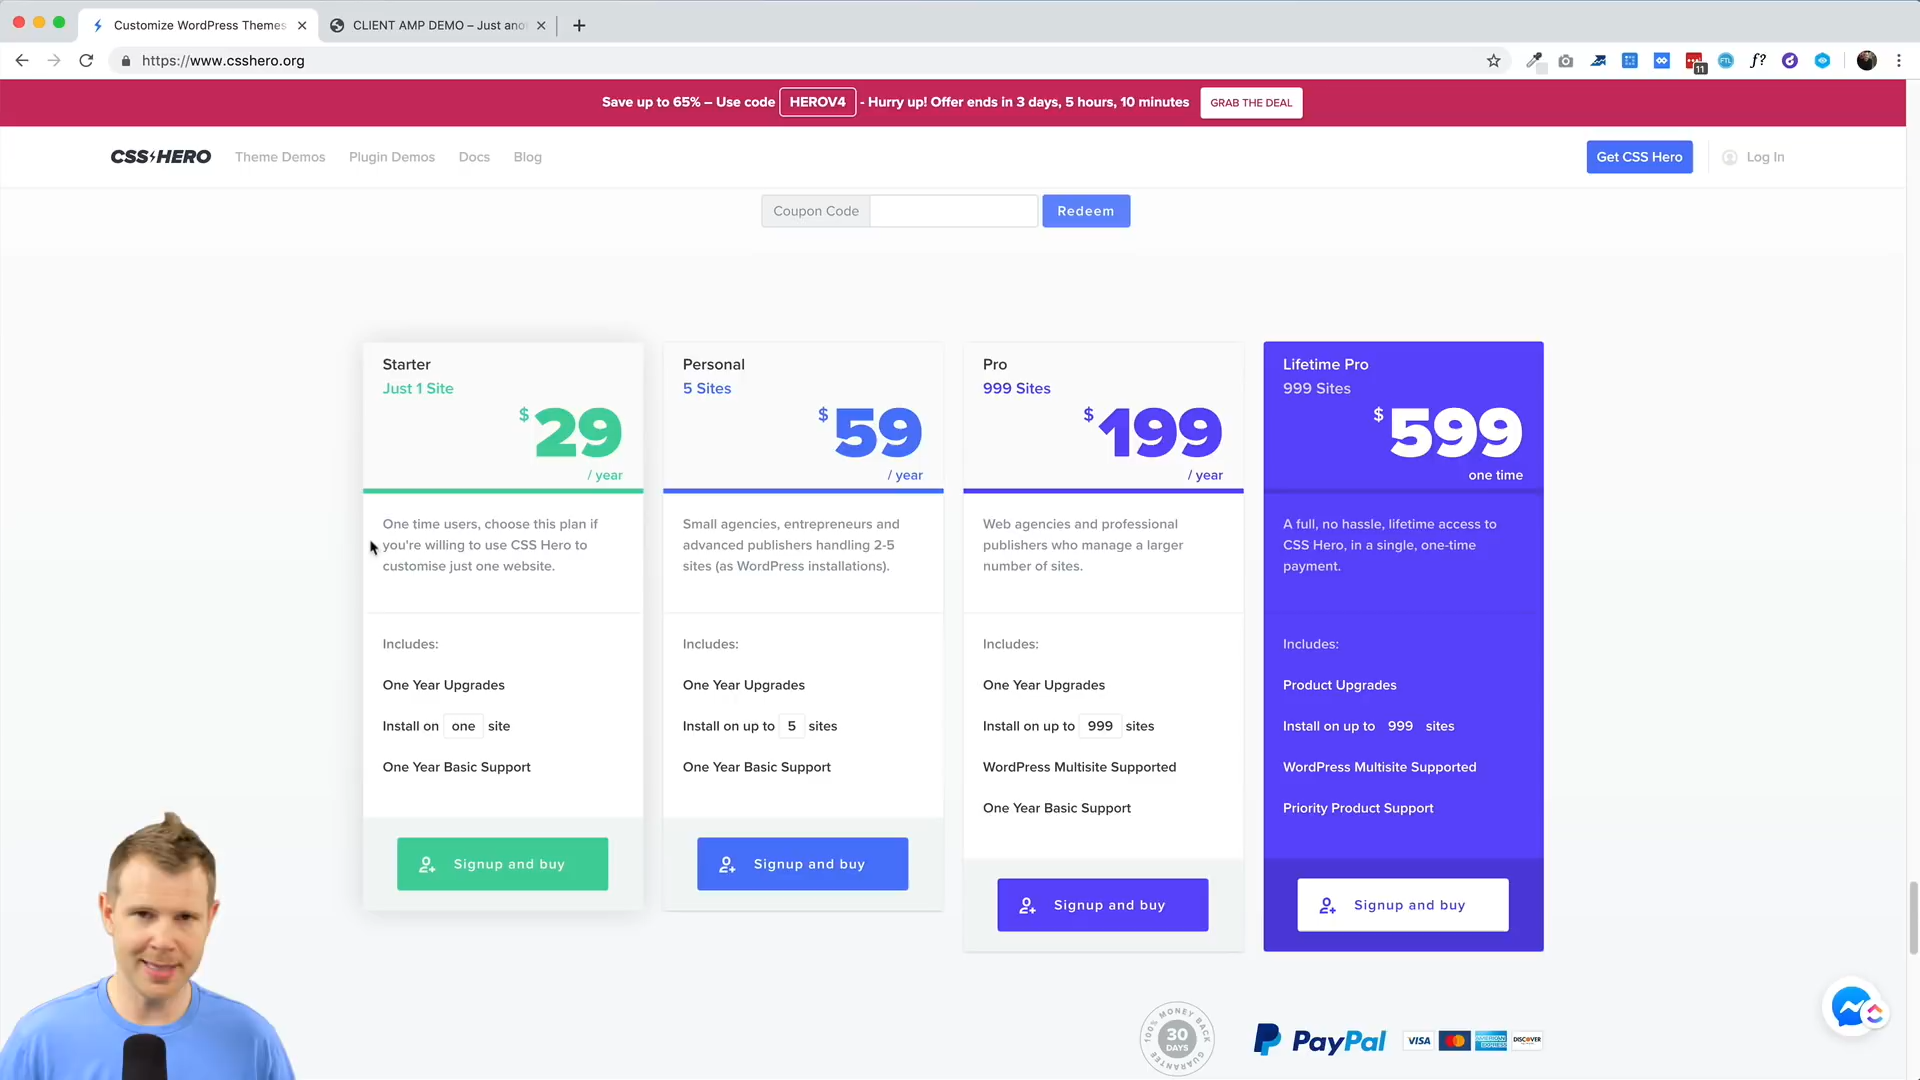 Customize WordPress Themes
CLIENT AMP DEMO – Just ano
https://www.csshero.org
11
FTL
f?
Save up to 65% – Use code HEROV4 - Hurry up! Offer ends in 3 days, 5 hours, 10 minutes GRAB THE DEAL
CSS HERO Theme Demos Plugin Demos Docs Blog Get CSS Hero Log In
Coupon Code Redeem
Starter
Just 1 Site
$ 29
/ year
One time users, choose this plan if
you're willing to use CSS Hero to
customise just one website.
Includes:
One Year Upgrades
Install on one site
One Year Basic Support
Signup and buy
Personal
5 Sites
$ 59
/ year
Small agencies, entrepreneurs and
advanced publishers handling 2-5
sites (as WordPress installations).
Includes:
One Year Upgrades
Install on up to 5 sites
One Year Basic Support
Signup and buy
Pro
999 Sites
$ 199
/ year
Web agencies and professional
publishers who manage a larger
number of sites.
Includes:
One Year Upgrades
Install on up to 999 sites
WordPress Multisite Supported
One Year Basic Support
Signup and buy
Lifetime Pro
999 Sites
$ 599
one time
A full, no hassle, lifetime access to
CSS Hero, in a single, one-time
payment.
Includes:
Product Upgrades
Install on up to 999 sites
WordPress Multisite Supported
Priority Product Support
Signup and buy
100% MONEY BACK
30
DAYS
GUARANTEE
PayPal
VISA
AMERICAN EXPRESS
DISCOVER